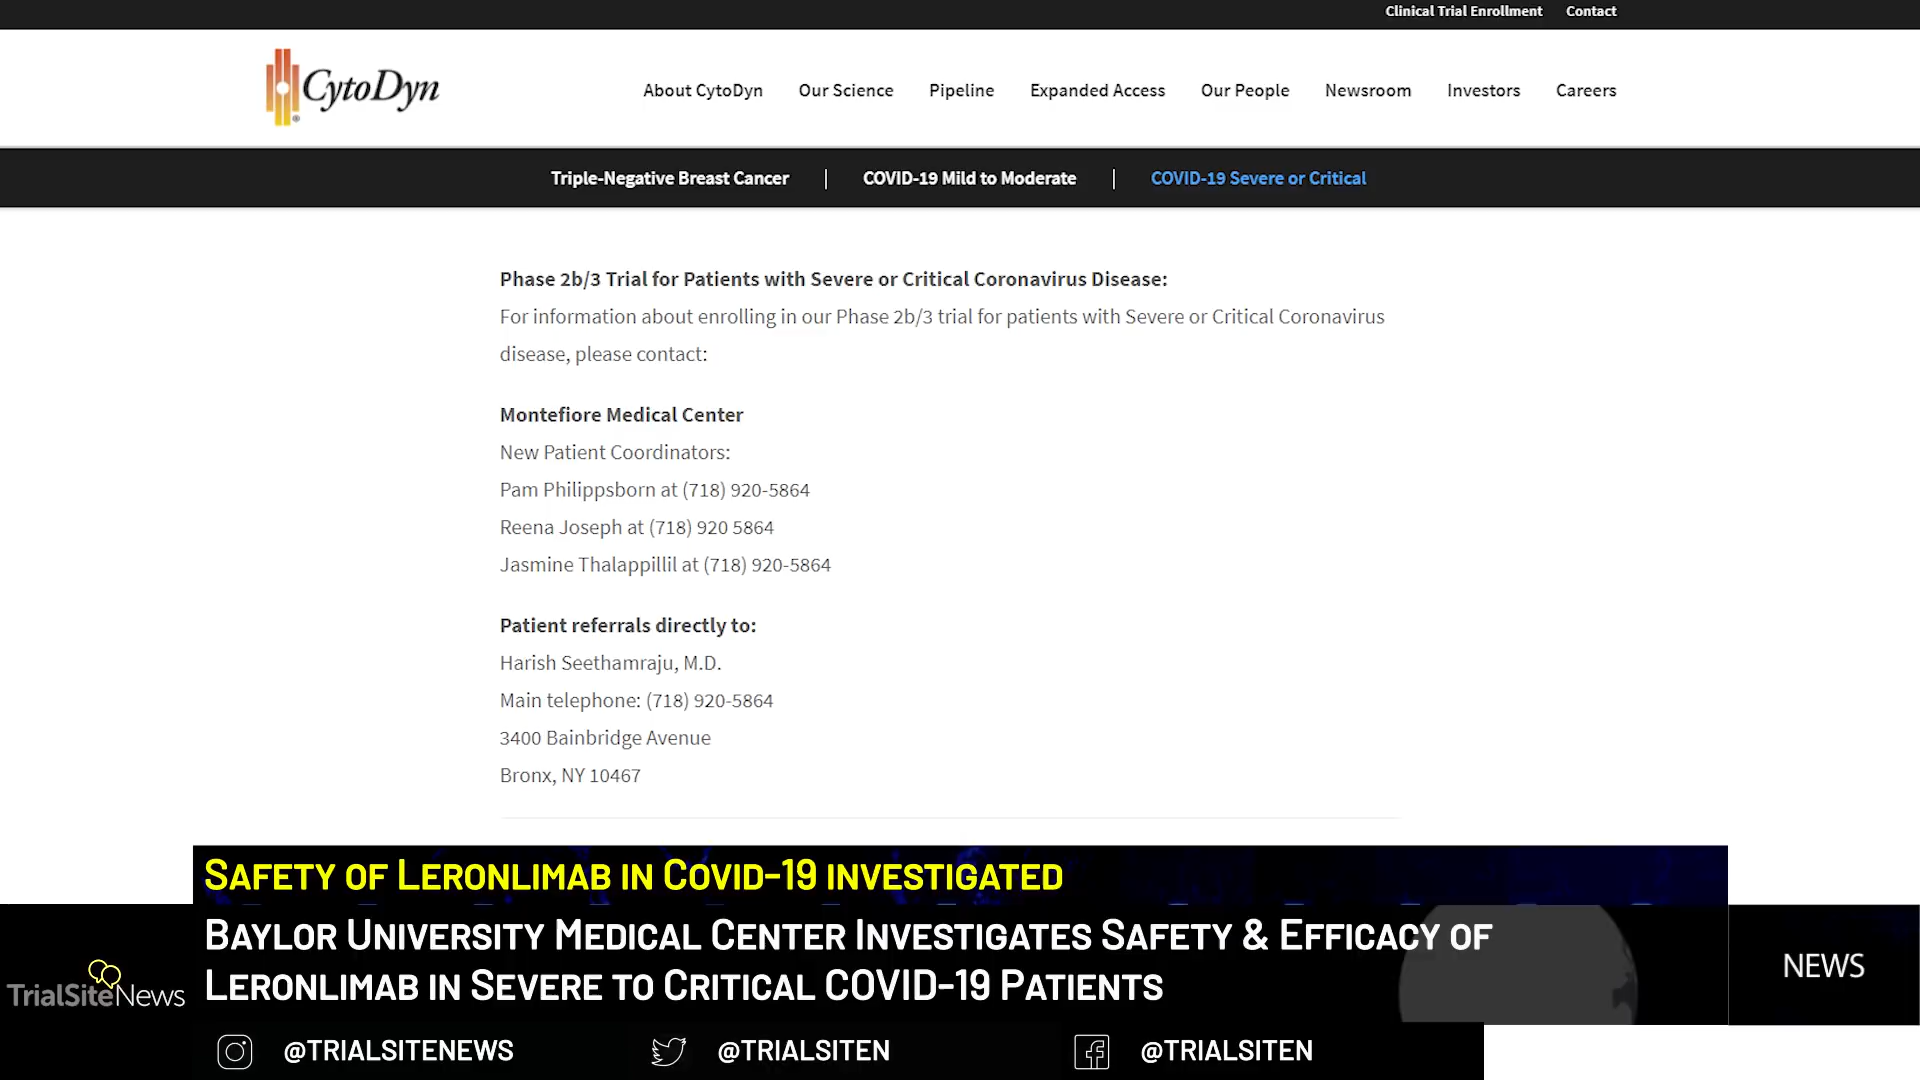 Clinical Trial Enrollment Contact
CytoDyn®
About CytoDyn Our Science Pipeline Expanded Access Our People Newsroom Investors Careers
Triple-Negative Breast Cancer | COVID-19 Mild to Moderate | COVID-19 Severe or Critical
Phase 2b/3 Trial for Patients with Severe or Critical Coronavirus Disease:
For information about enrolling in our Phase 2b/3 trial for patients with Severe or Critical Coronavirus
disease, please contact:
Montefiore Medical Center
New Patient Coordinators:
Pam Philippsborn at (718) 920-5864
Reena Joseph at (718) 920 5864
Jasmine Thalappillil at (718) 920-5864
Patient referrals directly to:
Harish Seethamraju, M.D.
Main telephone: (718) 920-5864
3400 Bainbridge Avenue
Bronx, NY 10467
Safety of Leronlimab in Covid-19 investigated
Baylor University Medical Center Investigates Safety & Efficacy of
Leronlimab in Severe to Critical COVID-19 Patients
TrialSiteNews
NEWS
@TRIALSITENEWS @TRIALSITEN @TRIALSITEN